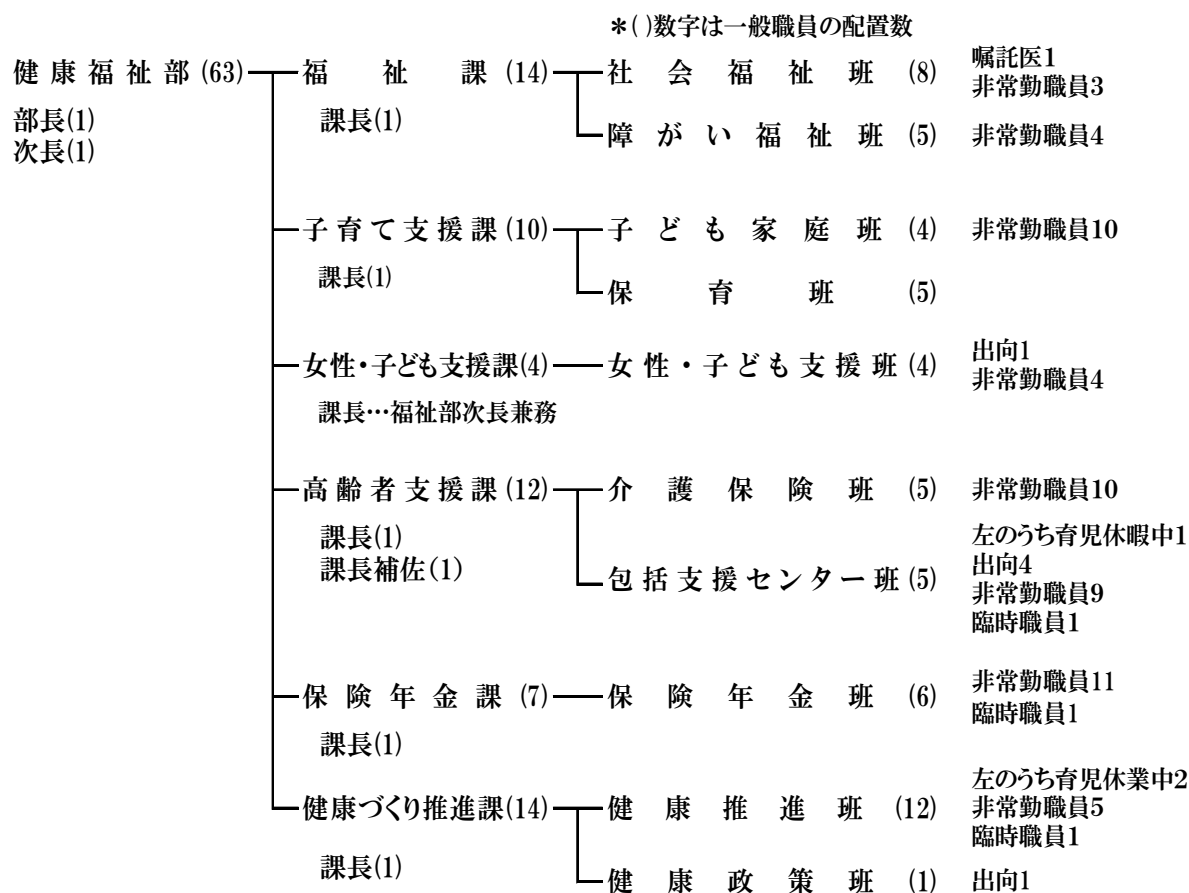 ＊( )数字は一般職員の配置数
健康福祉部(63)
部長(1)
次長(1)
福祉課(14)
課長(1)
社会福祉班(8)
嘱託医1
非常勤職員3
障がい福祉班(5)
非常勤職員4
子育て支援課(10)
課長(1)
子ども家庭班(4)
非常勤職員10
保育班(5)
女性・子ども支援課(4)
課長…福祉部次長兼務
女性・子ども支援班(4)
出向1
非常勤職員4
高齢者支援課(12)
課長(1)
課長補佐(1)
介護保険班(5)
非常勤職員10
包括支援センター班(5)
左のうち育児休暇中1
出向4
非常勤職員9
臨時職員1
保険年金課(7)
課長(1)
保険年金班(6)
非常勤職員11
臨時職員1
健康づくり推進課(14)
課長(1)
健康推進班(12)
左のうち育児休業中2
非常勤職員5
臨時職員1
健康政策班(1)
出向1